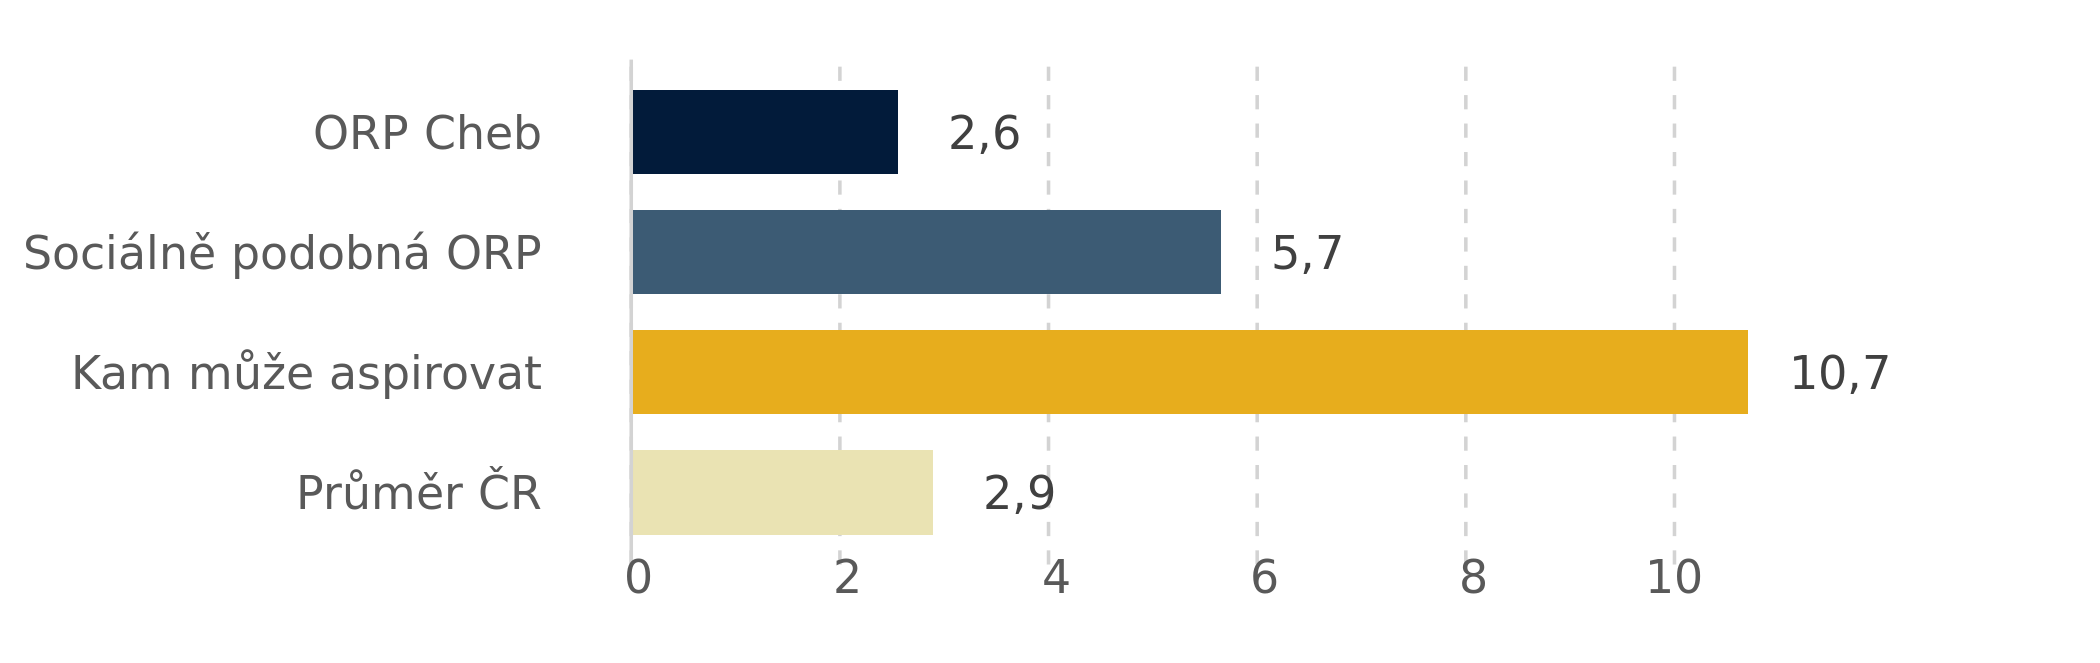 ORP Cheb 2,6
Sociálně podobná ORP 5,7
Kam může aspirovat 10,7
Průměr ČR 2,9
0 2 4 6 8 10